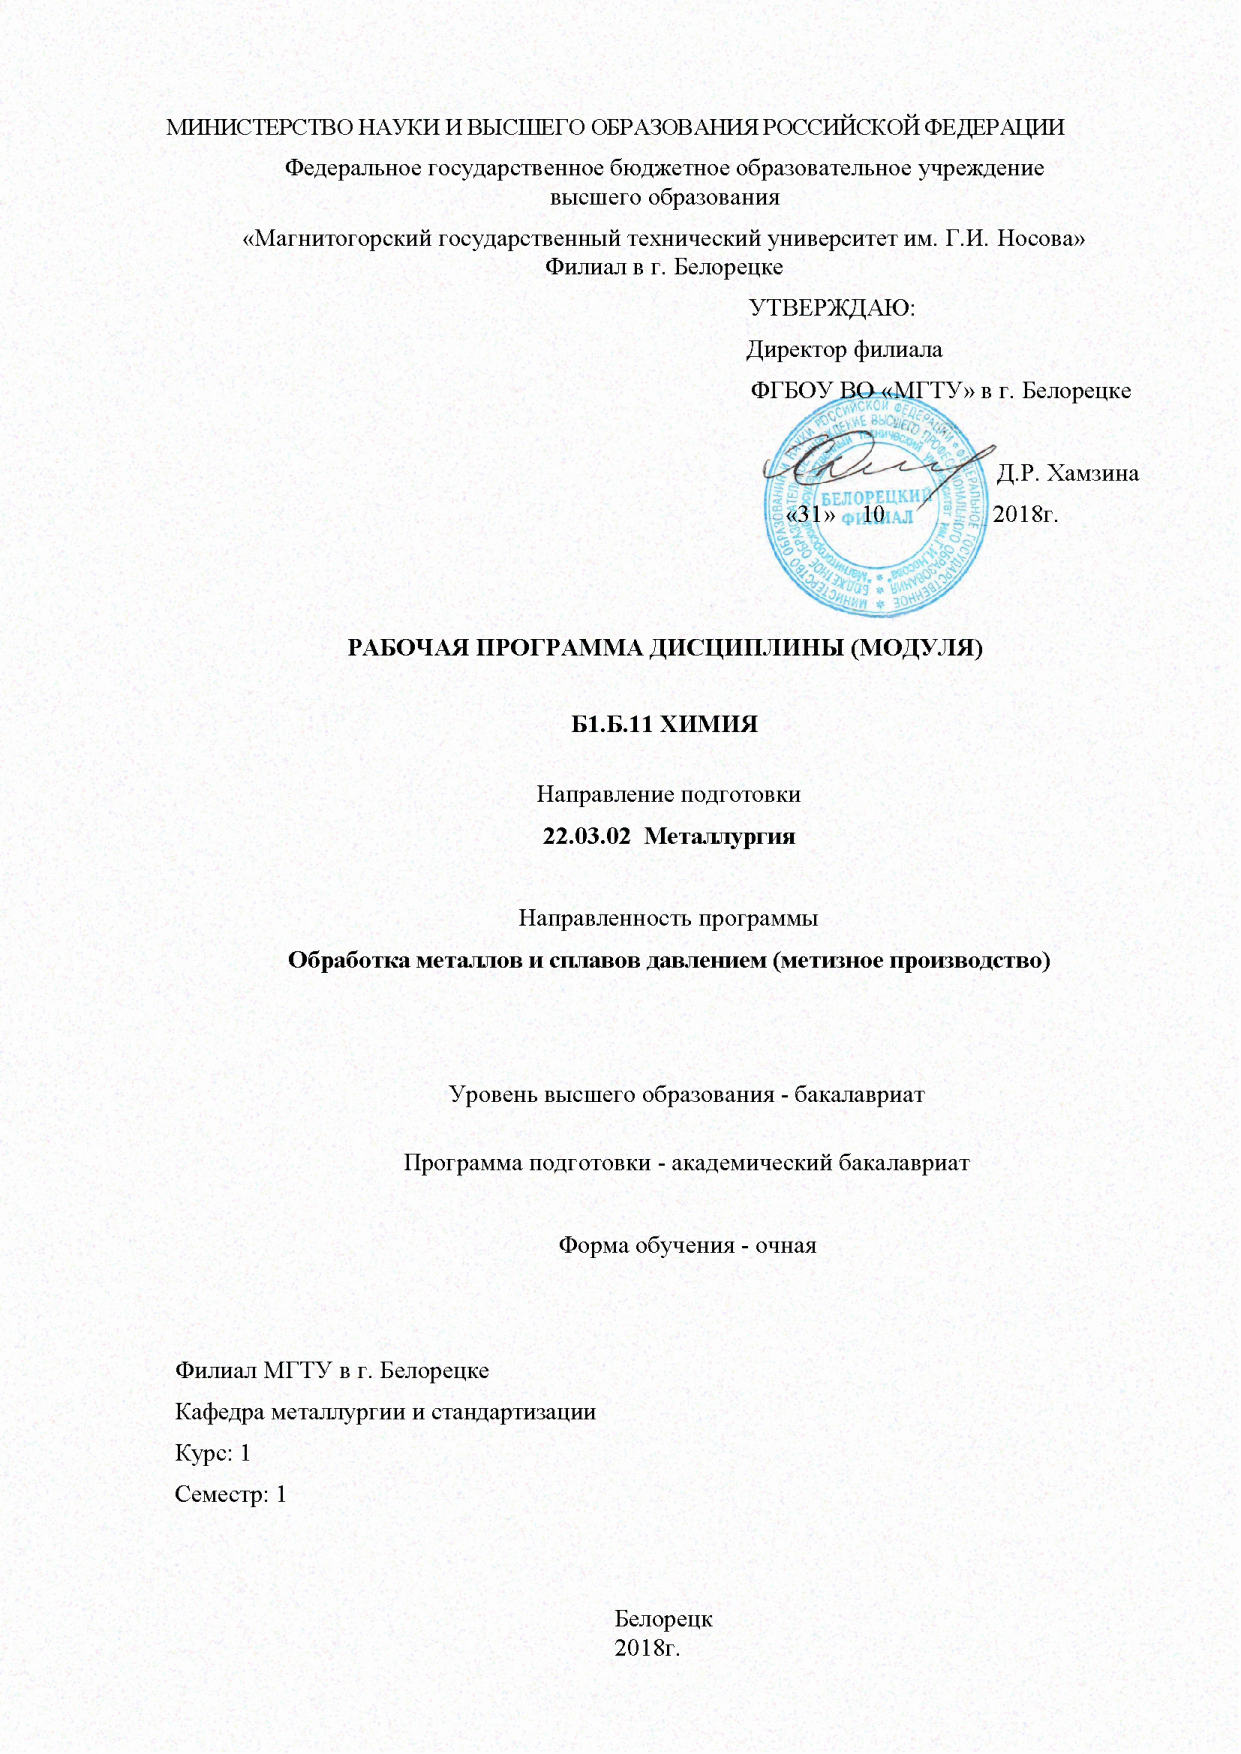 МИНИСТЕРСТВО НАУКИ И ВЫСШЕГО ОБРАЗОВАНИЯ РОССИЙСКОЙ ФЕДЕРАЦИИ
Федеральное государственное бюджетное образовательное учреждение
высшего образования
«Магнитогорский государственный технический университет им. Г.И. Носова»
Филиал в г. Белорецке
УТВЕРЖДАЮ:
Директор филиала
ФГБОУ ВО «МГТУ» в г. Белорецке
Д.Р. Хамзина
БЕЛОРЕЦКИЙ
ФИЛИАЛ
«31» 10 2018г.
РАБОЧАЯ ПРОГРАММА ДИСЦИПЛИНЫ (МОДУЛЯ)
Б1.Б.11 ХИМИЯ
Направление подготовки
22.03.02 Металлургия
Направленность программы
Обработка металлов и сплавов давлением (метизное производство)
Уровень высшего образования - бакалавриат
Программа подготовки - академический бакалавриат
Форма обучения - очная
Филиал МГТУ в г. Белорецке
Кафедра металлургии и стандартизации
Курс: 1
Семестр: 1
Белорецк
2018г.